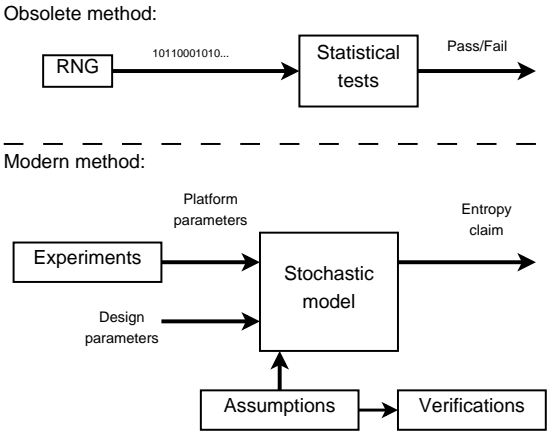 Obsolete method:
10110001010...
RNG
Statistical
tests
Pass/Fail
Modern method:
Platform
parameters
Entropy
claim
Experiments
Stochastic
model
Design
parameters
Assumptions
Verifications